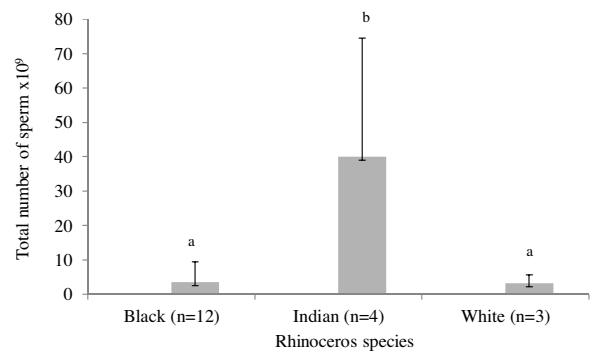 Total number of sperm x10⁹
80
70
60
50
40
30
20
10
0
a
b
a
Black (n=12)
Indian (n=4)
White (n=3)
Rhinoceros species